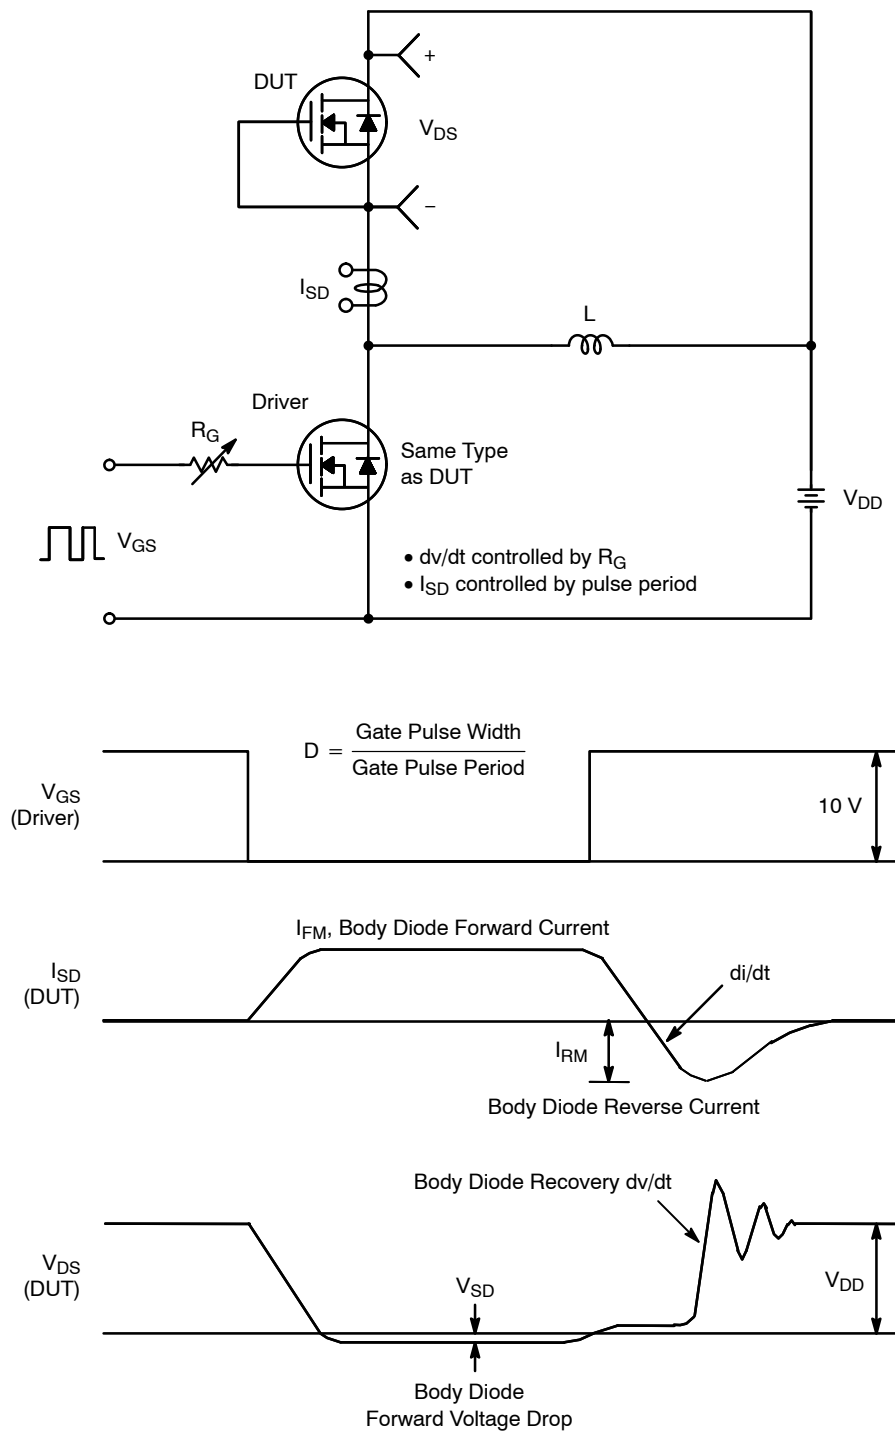 +
DUT
V_DS
−
I_SD
L
Driver
R_G
Same Type
as DUT
V_DD
V_GS
• dv/dt controlled by R_G
• I_SD controlled by pulse period
D = Gate Pulse Width
Gate Pulse Period
V_GS
(Driver)
10 V
I_FM, Body Diode Forward Current
I_SD
(DUT)
di/dt
I_RM
Body Diode Reverse Current
Body Diode Recovery dv/dt
V_DS
(DUT)
V_SD
V_DD
Body Diode
Forward Voltage Drop